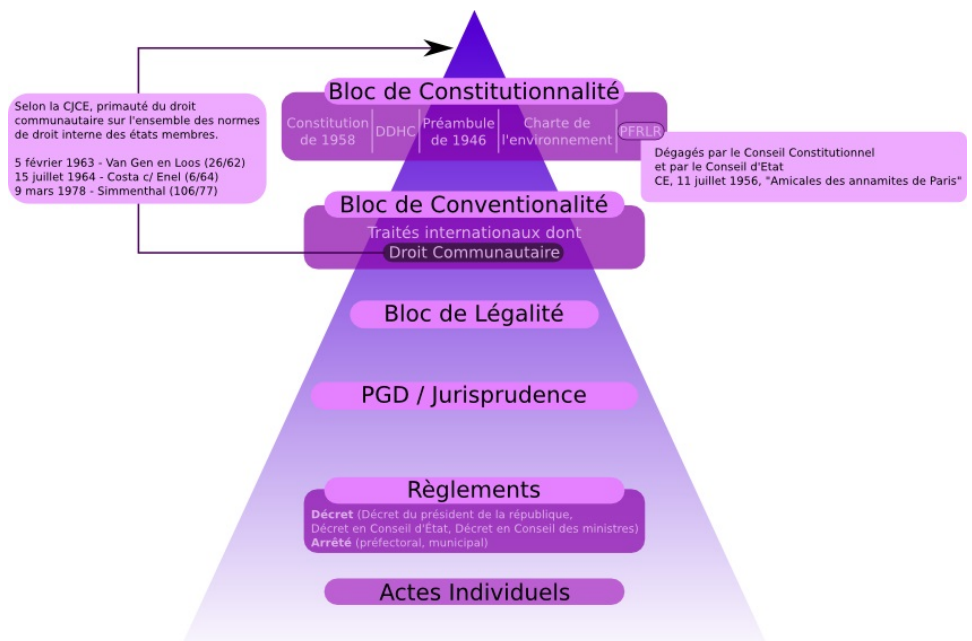 Bloc de Constitutionnalité
Constitution
de 1958
DDHC
Préambule
de 1946
Charte de
l'environnement
PFRLR
Selon la CJCE, primauté du droit
communautaire sur l'ensemble des normes
de droit interne des états membres.
5 février 1963 - Van Gen en Loos (26/62)
15 juillet 1964 - Costa c/ Enel (6/64)
9 mars 1978 - Simmenthal (106/77)
Dégagés par le Conseil Constitutionnel
et par le Conseil d'Etat
CE, 11 juillet 1956, "Amicales des annamites de Paris"
Bloc de Conventionalité
Traités internationaux dont
Droit Communautaire
Bloc de Légalité
PGD / Jurisprudence
Règlements
Décret (Décret du président de la république,
Décret en Conseil d'État, Décret en Conseil des ministres)
Arrêté (préfectoral, municipal)
Actes Individuels